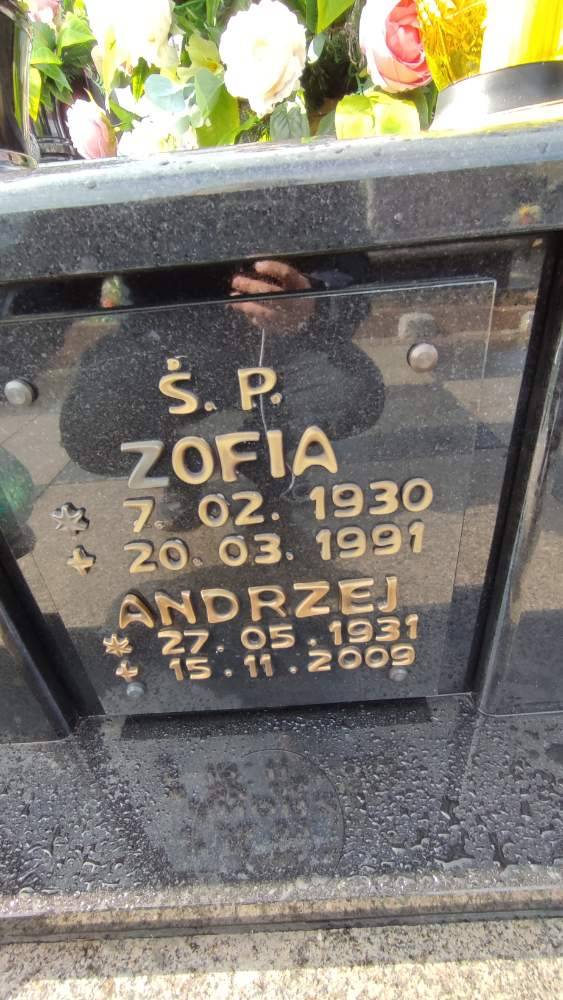 Ś. P.
ZOFIA
* 7. 02. 1930
+ 20. 03. 1991
ANDRZEJ
* 27. 05. 1931
+ 15. 11. 2009